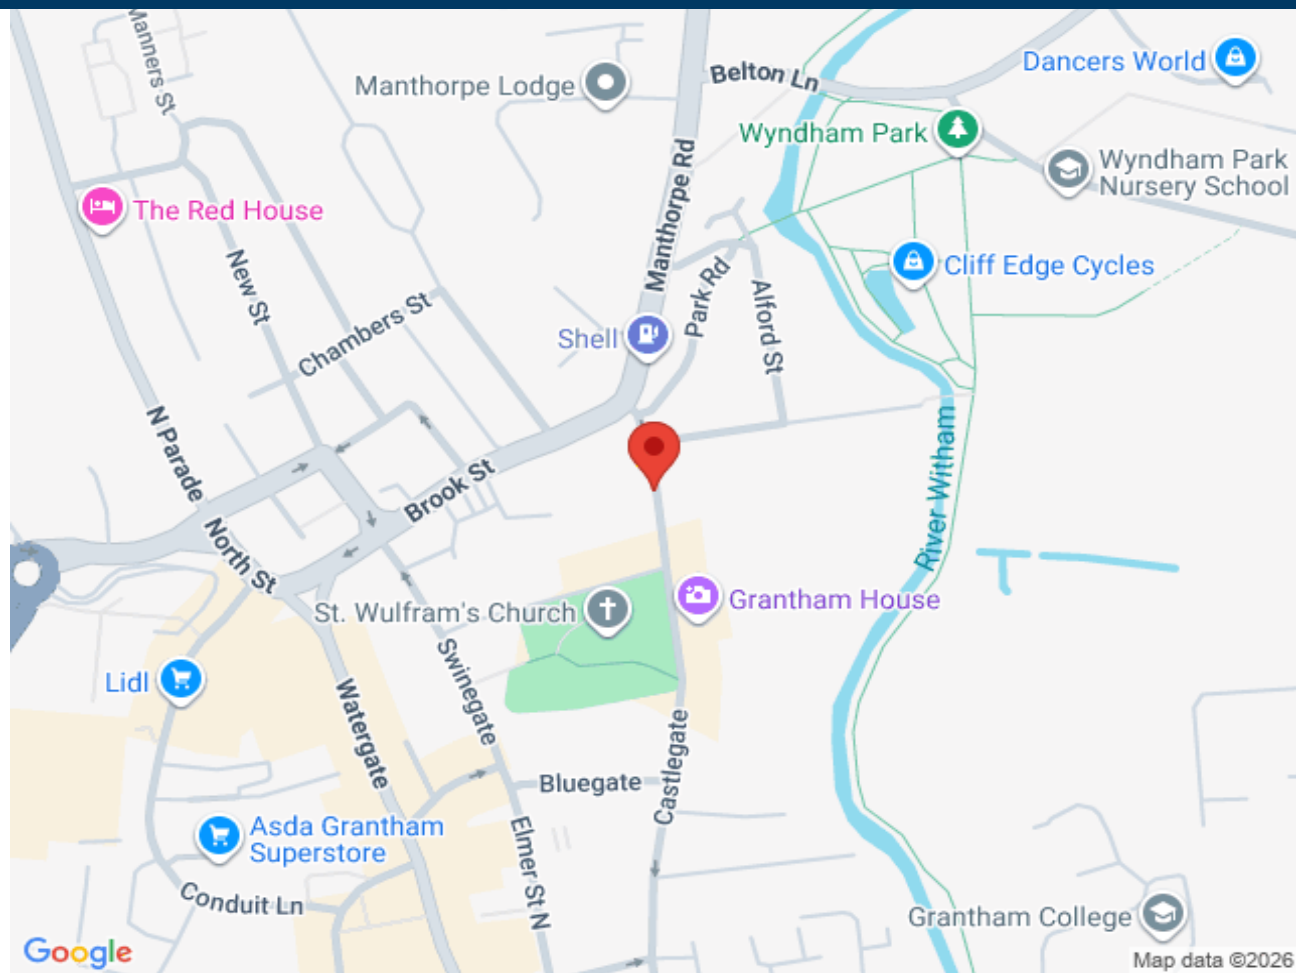 Manners St
Manthorpe Lodge
Belton Ln
Dancers World
Wyndham Park
Wyndham Park
Nursery School
Manthorpe Rd
The Red House
New St
Chambers St
Shell
Park Rd
Alford St
Cliff Edge Cycles
N Parade
Brook St
River Witham
North St
St. Wulfram's Church
Grantham House
Lidl
Swinegate
Watergate
Castlegate
Bluegate
Asda Grantham
Superstore
Elmer St N
Conduit Ln
Grantham College
Google
Map data ©2026